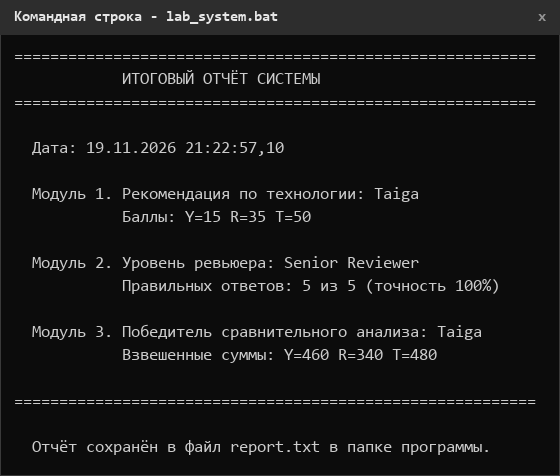 Командная строка - lab_system.bat x
==========================================================
ИТОГОВЫЙ ОТЧЁТ СИСТЕМЫ
==========================================================
Дата: 19.11.2026 21:22:57,10
Модуль 1. Рекомендация по технологии: Taiga
Баллы: Y=15 R=35 T=50
Модуль 2. Уровень ревьюера: Senior Reviewer
Правильных ответов: 5 из 5 (точность 100%)
Модуль 3. Победитель сравнительного анализа: Taiga
Взвешенные суммы: Y=460 R=340 T=480
==========================================================
Отчёт сохранён в файл report.txt в папке программы.